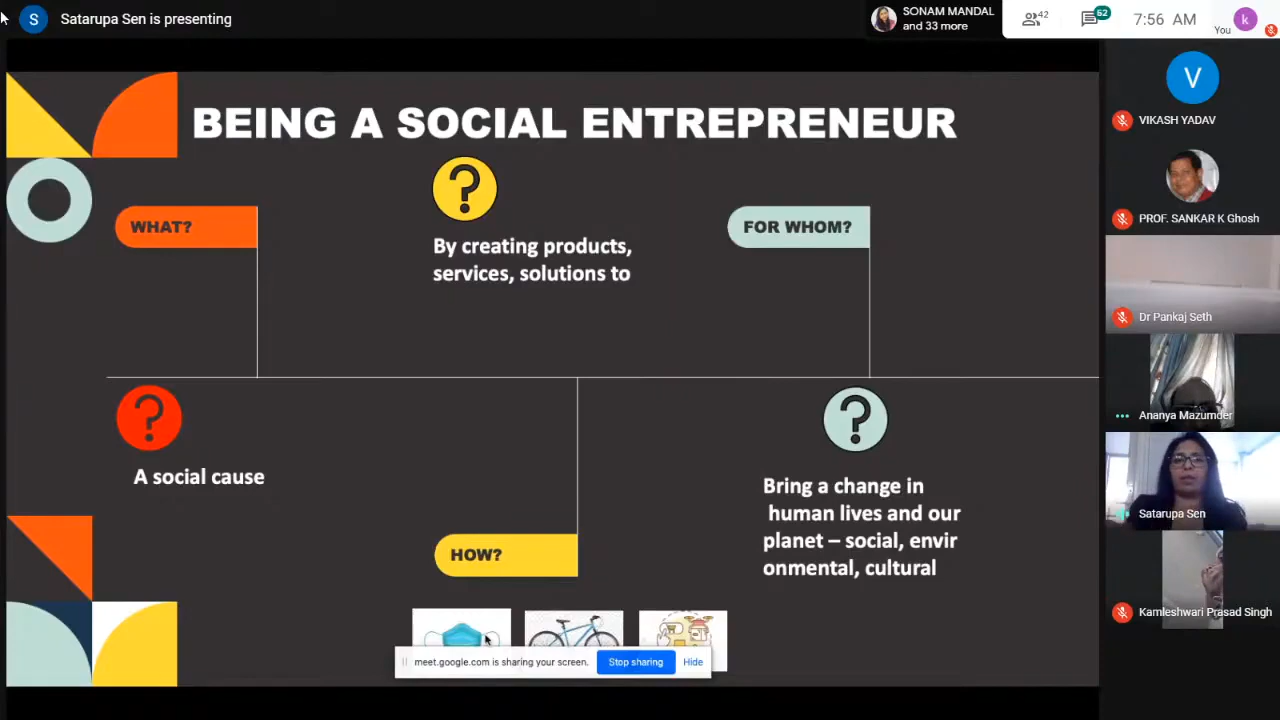 S
Satarupa Sen is presenting
SONAM MANDAL
and 33 more
42
52
7:56 AM
You
k
BEING A SOCIAL ENTREPRENEUR
WHAT?
?
By creating products,
services, solutions to
FOR WHOM?
?
A social cause
HOW?
?
Bring a change in
human lives and our
planet – social, envir
onmental, cultural
meet.google.com is sharing your screen.
Stop sharing
Hide
V
VIKASH YADAV
PROF. SANKAR K Ghosh
Dr Pankaj Seth
Ananya Mazumder
Satarupa Sen
Kamleshwari Prasad Singh